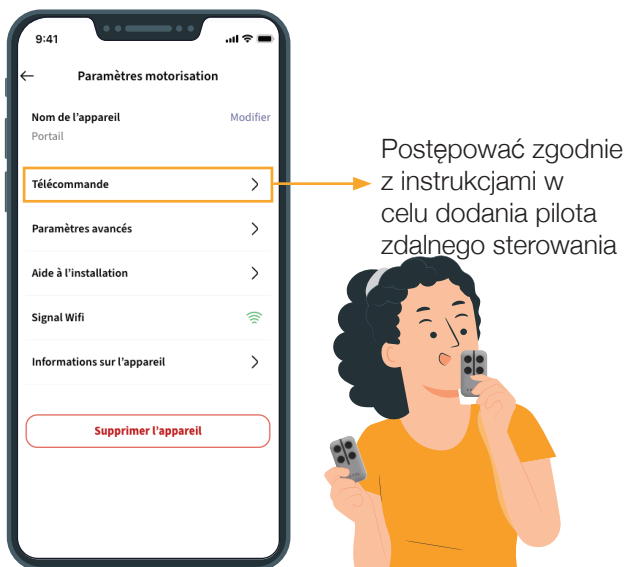 9:41
Paramètres motorisation
Nom de l'appareil Modifier
Portail
Télécommande
Paramètres avancés
Aide à l'installation
Signal Wifi
Informations sur l'appareil
Supprimer l'appareil
Postępować zgodnie
z instrukcjami w
celu dodania pilota
zdalnego sterowania